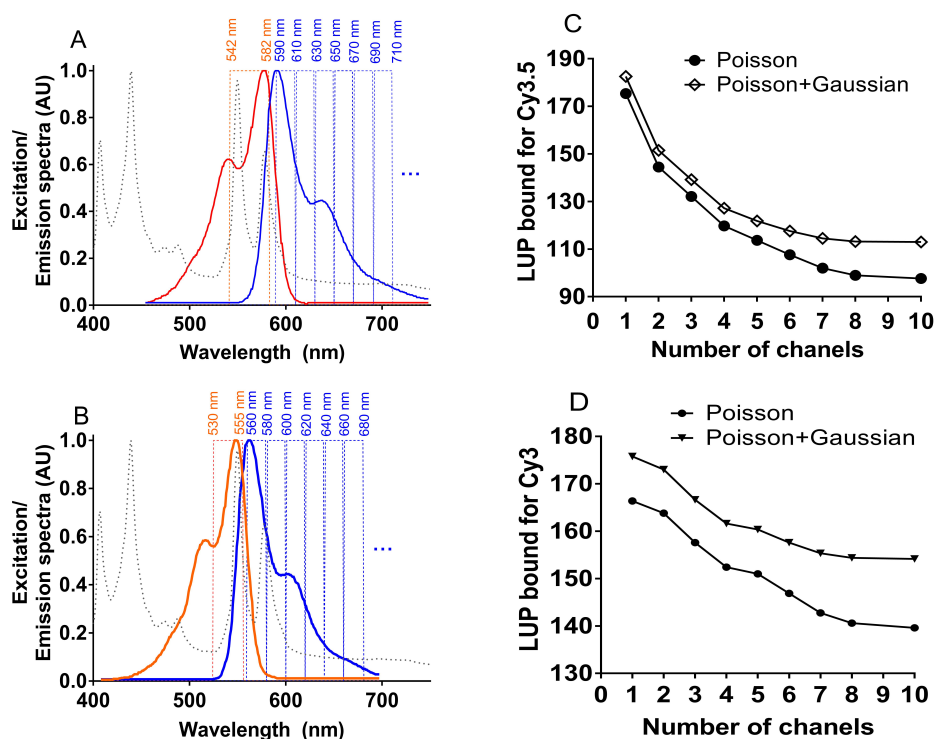 A
542 nm
582 nm
590 nm
610 nm
630 nm
650 nm
670 nm
690 nm
710 nm
Excitation/
Emission spectra (AU)
1.0
0.8
0.6
0.4
0.2
0.0
...
400 500 600 700
Wavelength (nm)
C
Poisson
Poisson+Gaussian
LUP bound for Cy3.5
190
170
150
130
110
90
0 1 2 3 4 5 6 7 8 10
Number of chanels
B
530 nm
555 nm
560 nm
580 nm
600 nm
620 nm
640 nm
660 nm
680 nm
Excitation/
Emission spectra (AU)
1.0
0.8
0.6
0.4
0.2
0.0
...
400 500 600 700
Wavelength (nm)
D
Poisson
Poisson+Gaussian
LUP bound for Cy3
180
170
160
150
140
130
0 1 2 3 4 5 6 7 8 10
Number of chanels